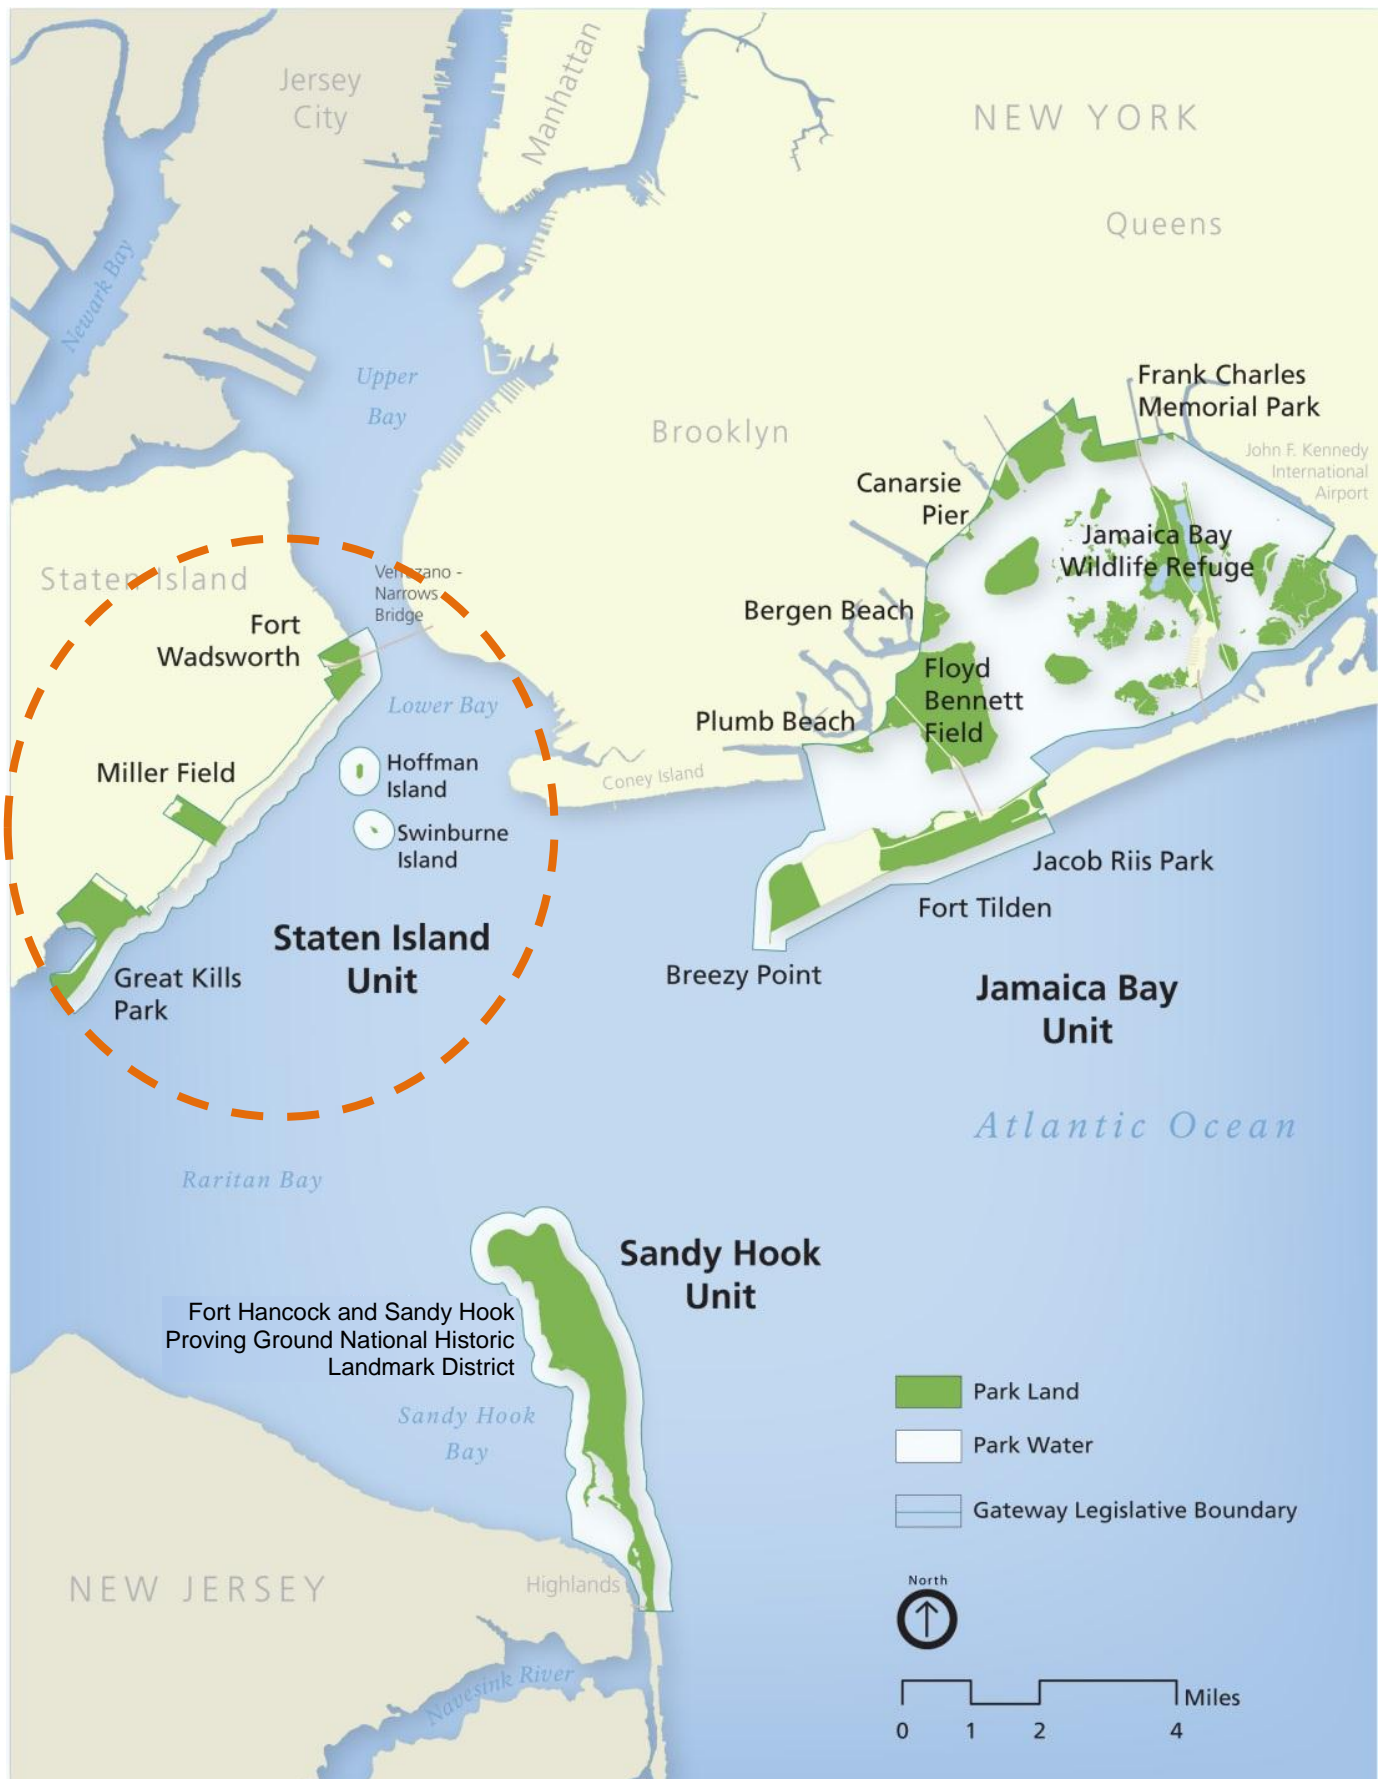 Jersey
City
Manhattan
NEW YORK
Queens
Newark Bay
Upper
Bay
Brooklyn
Frank Charles
Memorial Park
John F. Kennedy
International
Airport
Canarsie
Pier
Jamaica Bay
Wildlife Refuge
Staten Island
Verrazano -
Narrows
Bridge
Fort
Wadsworth
Bergen Beach
Floyd
Bennett
Field
Lower Bay
Plumb Beach
Hoffman
Island
Coney Island
Miller Field
Swinburne
Island
Jacob Riis Park
Fort Tilden
Staten Island
Unit
Great Kills
Park
Breezy Point
Jamaica Bay
Unit
Atlantic Ocean
Raritan Bay
Sandy Hook
Unit
Fort Hancock and Sandy Hook
Proving Ground National Historic
Landmark District
Sandy Hook
Bay
Park Land
Park Water
Gateway Legislative Boundary
NEW JERSEY
Highlands
North
Navesink River
Miles
0 1 2 4